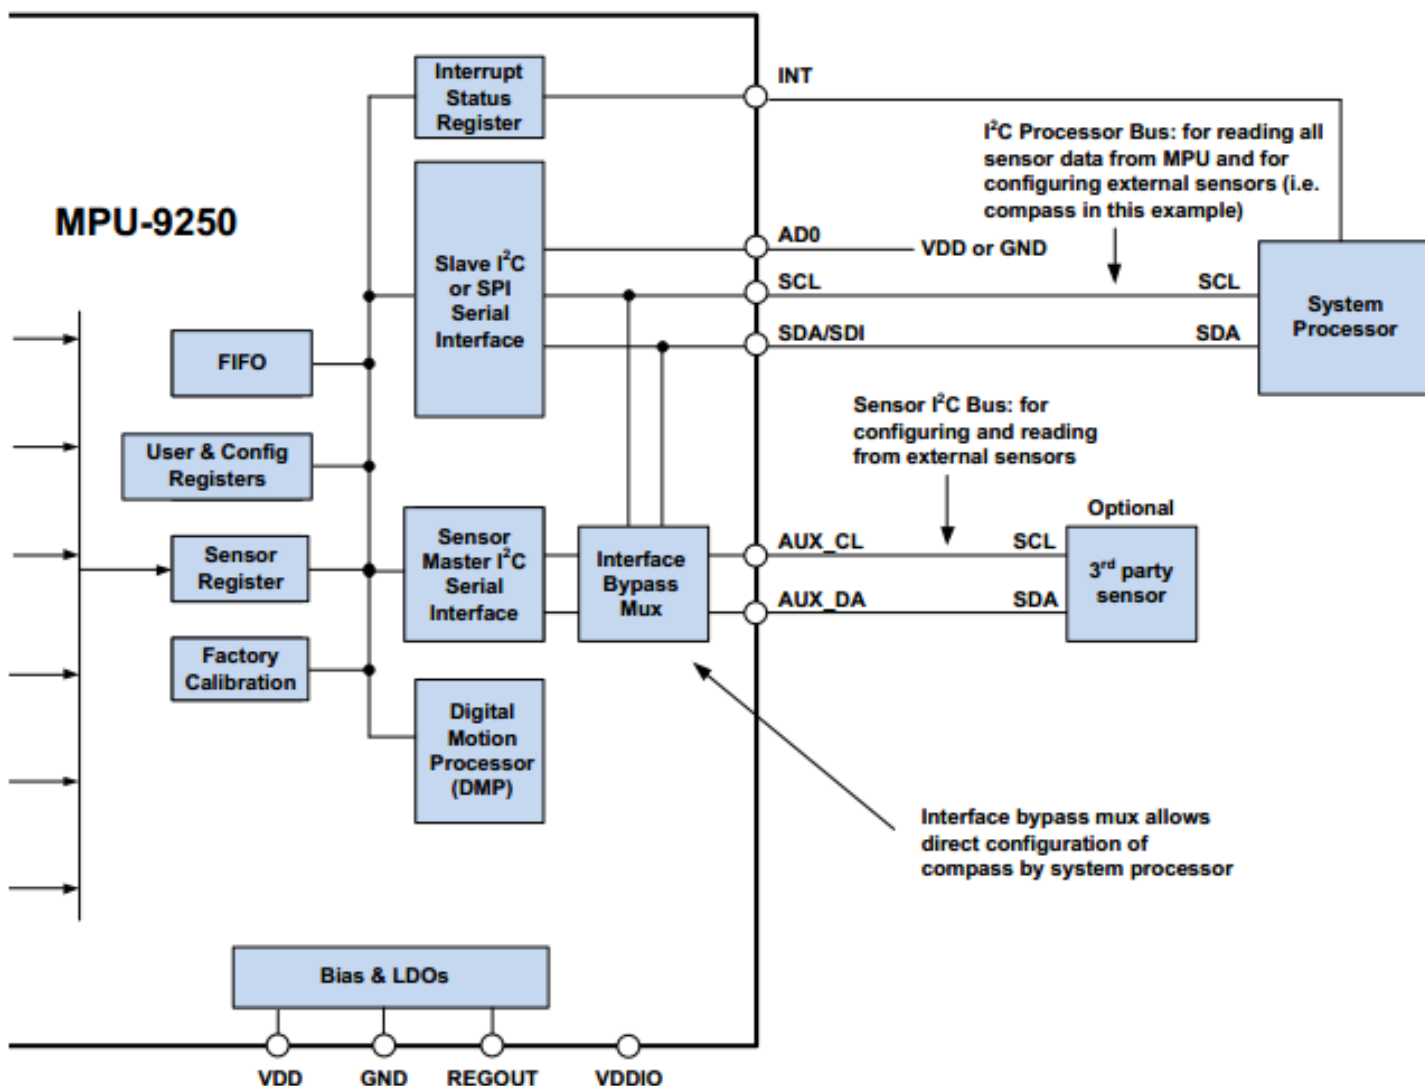 Interrupt
Status
Register
INT
I²C Processor Bus: for reading all
sensor data from MPU and for
configuring external sensors (i.e.
compass in this example)
MPU-9250
Slave I²C
or SPI
Serial
Interface
AD0
VDD or GND
SCL
SCL
SDA/SDI
SDA
System
Processor
FIFO
User & Config
Registers
Sensor
Register
Factory
Calibration
Sensor
Master I²C
Serial
Interface
Interface
Bypass
Mux
Sensor I²C Bus: for
configuring and reading
from external sensors
AUX_CL
SCL
AUX_DA
SDA
Optional
3rd party
sensor
Digital
Motion
Processor
(DMP)
Interface bypass mux allows
direct configuration of
compass by system processor
Bias & LDOs
VDD
GND
REGOUT
VDDIO